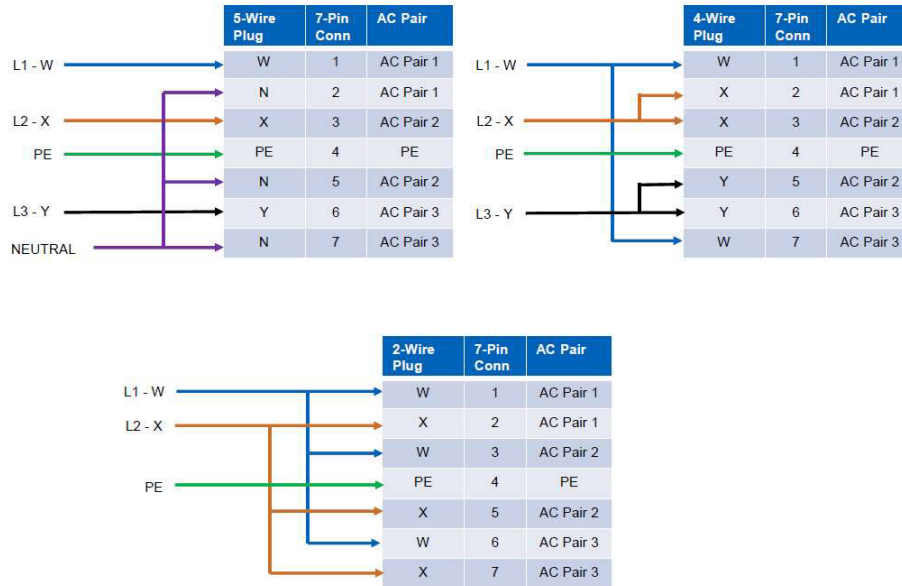 5-Wire Plug 7-Pin Conn AC Pair
L1 - W W 1 AC Pair 1
N 2 AC Pair 1
L2 - X X 3 AC Pair 2
PE PE 4 PE
N 5 AC Pair 2
L3 - Y Y 6 AC Pair 3
NEUTRAL N 7 AC Pair 3
4-Wire Plug 7-Pin Conn AC Pair
L1 - W W 1 AC Pair 1
X 2 AC Pair 1
L2 - X X 3 AC Pair 2
PE PE 4 PE
Y 5 AC Pair 2
L3 - Y Y 6 AC Pair 3
W 7 AC Pair 3
2-Wire Plug 7-Pin Conn AC Pair
L1 - W W 1 AC Pair 1
L2 - X X 2 AC Pair 1
W 3 AC Pair 2
PE PE 4 PE
X 5 AC Pair 2
W 6 AC Pair 3
X 7 AC Pair 3